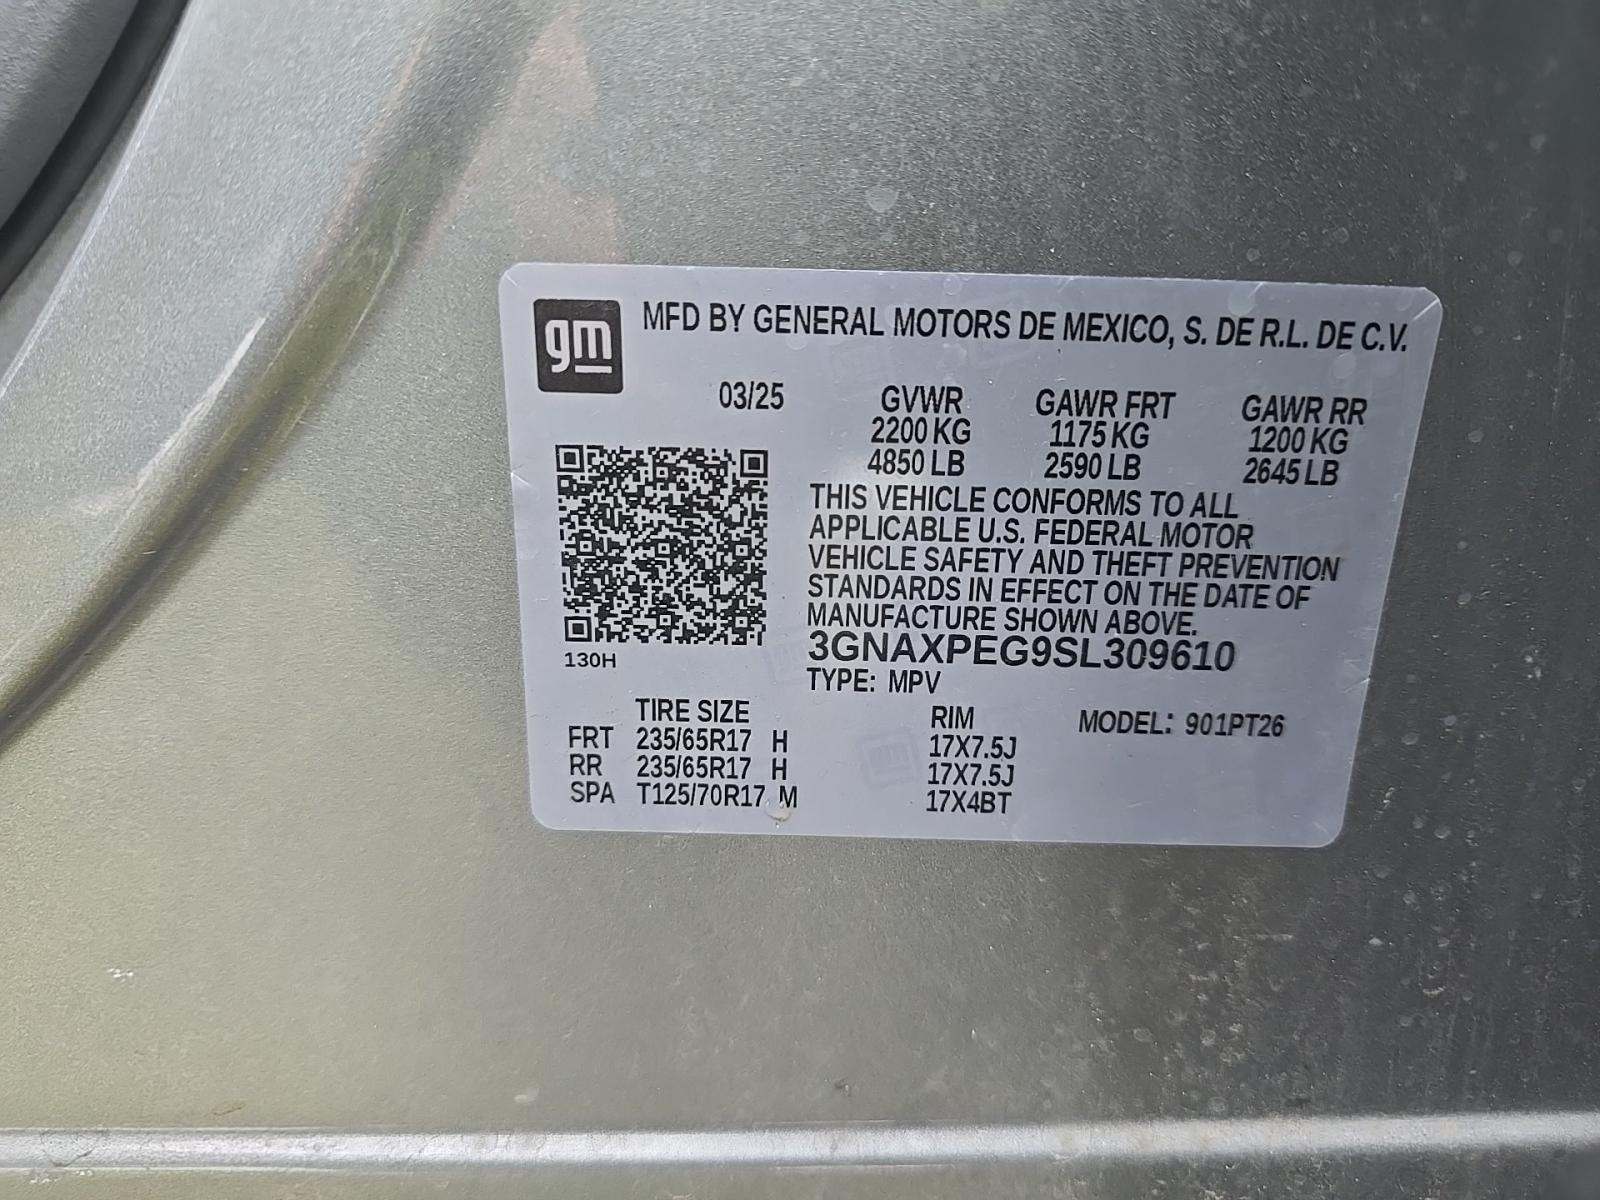 gm MFD BY GENERAL MOTORS DE MEXICO, S. DE R.L. DE C.V.
03/25 GVWR GAWR FRT GAWR RR
2200 KG 1175 KG 1200 KG
4850 LB 2590 LB 2645 LB
THIS VEHICLE CONFORMS TO ALL
APPLICABLE U.S. FEDERAL MOTOR
VEHICLE SAFETY AND THEFT PREVENTION
STANDARDS IN EFFECT ON THE DATE OF
MANUFACTURE SHOWN ABOVE.
3GNAXPEG9SL309610
130H
TYPE: MPV
TIRE SIZE RIM MODEL: 901PT26
FRT 235/65R17 H 17X7.5J
RR 235/65R17 H 17X7.5J
SPA T125/70R17 M 17X4BT